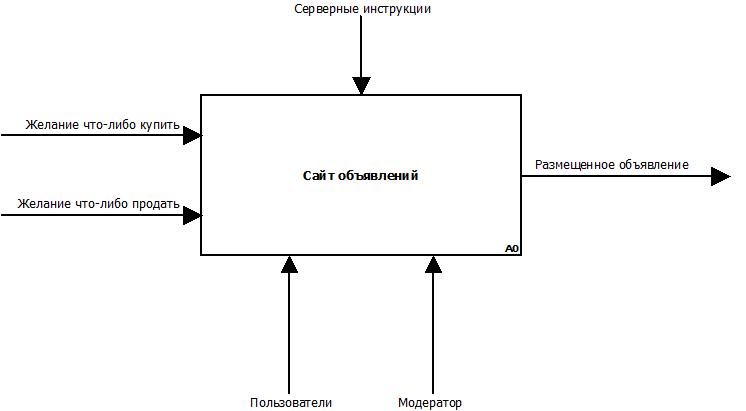 Серверные инструкции
Желание что-либо купить
Размещенное объявление
Сайт объявлений
Желание что-либо продать
A0
Пользователи
Модератор